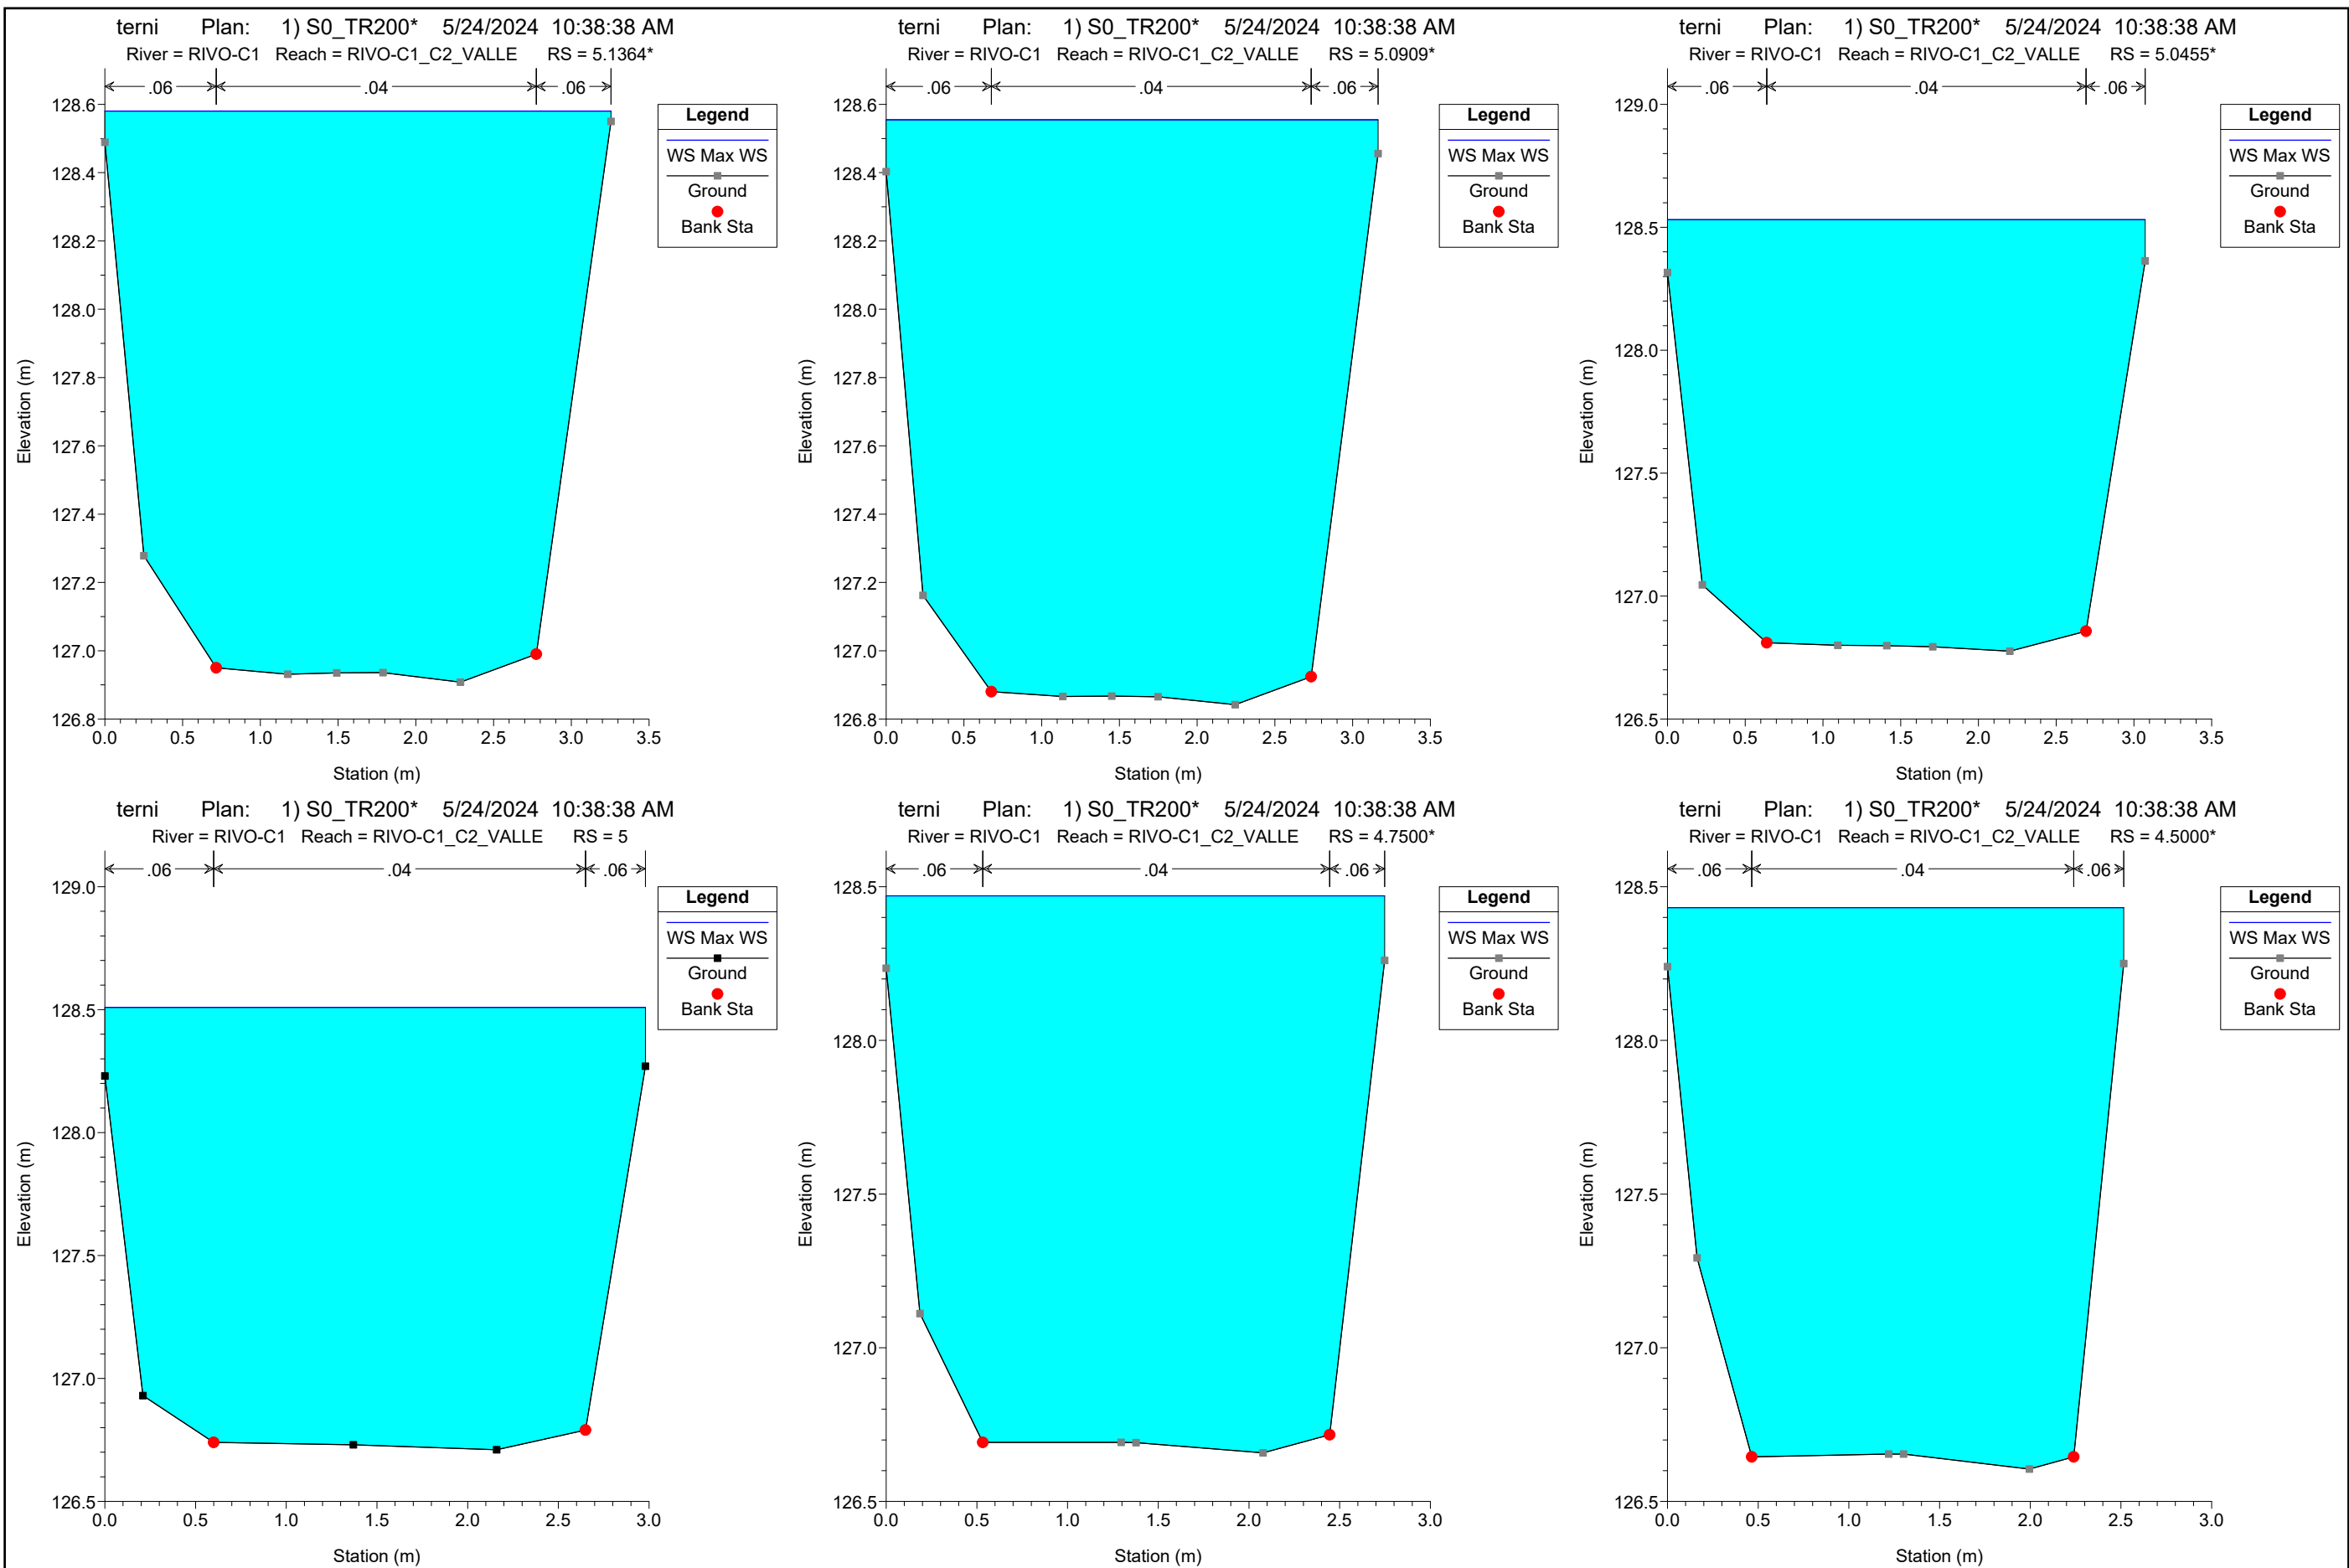 terni Plan: 1) S0_TR200* 5/24/2024 10:38:38 AM
River = RIVO-C1 Reach = RIVO-C1_C2_VALLE RS = 5.1364*
.06 .04 .06
128.6
128.4
128.2
128.0
127.8
127.6
127.4
127.2
127.0
126.8
0.0 0.5 1.0 1.5 2.0 2.5 3.0 3.5
Station (m)
Elevation (m)
Legend
WS Max WS
Ground
Bank Sta
terni Plan: 1) S0_TR200* 5/24/2024 10:38:38 AM
River = RIVO-C1 Reach = RIVO-C1_C2_VALLE RS = 5.0909*
.06 .04 .06
128.6
128.4
128.2
128.0
127.8
127.6
127.4
127.2
127.0
126.8
0.0 0.5 1.0 1.5 2.0 2.5 3.0 3.5
Station (m)
Elevation (m)
Legend
WS Max WS
Ground
Bank Sta
terni Plan: 1) S0_TR200* 5/24/2024 10:38:38 AM
River = RIVO-C1 Reach = RIVO-C1_C2_VALLE RS = 5.0455*
.06 .04 .06
129.0
128.5
128.0
127.5
127.0
126.5
0.0 0.5 1.0 1.5 2.0 2.5 3.0 3.5
Station (m)
Elevation (m)
Legend
WS Max WS
Ground
Bank Sta
terni Plan: 1) S0_TR200* 5/24/2024 10:38:38 AM
River = RIVO-C1 Reach = RIVO-C1_C2_VALLE RS = 5
.06 .04 .06
129.0
128.5
128.0
127.5
127.0
126.5
0.0 0.5 1.0 1.5 2.0 2.5 3.0
Station (m)
Elevation (m)
Legend
WS Max WS
Ground
Bank Sta
terni Plan: 1) S0_TR200* 5/24/2024 10:38:38 AM
River = RIVO-C1 Reach = RIVO-C1_C2_VALLE RS = 4.7500*
.06 .04 .06
128.5
128.0
127.5
127.0
126.5
0.0 0.5 1.0 1.5 2.0 2.5 3.0
Station (m)
Elevation (m)
Legend
WS Max WS
Ground
Bank Sta
terni Plan: 1) S0_TR200* 5/24/2024 10:38:38 AM
River = RIVO-C1 Reach = RIVO-C1_C2_VALLE RS = 4.5000*
.06 .04 .06
128.5
128.0
127.5
127.0
126.5
0.0 0.5 1.0 1.5 2.0 2.5 3.0
Station (m)
Elevation (m)
Legend
WS Max WS
Ground
Bank Sta